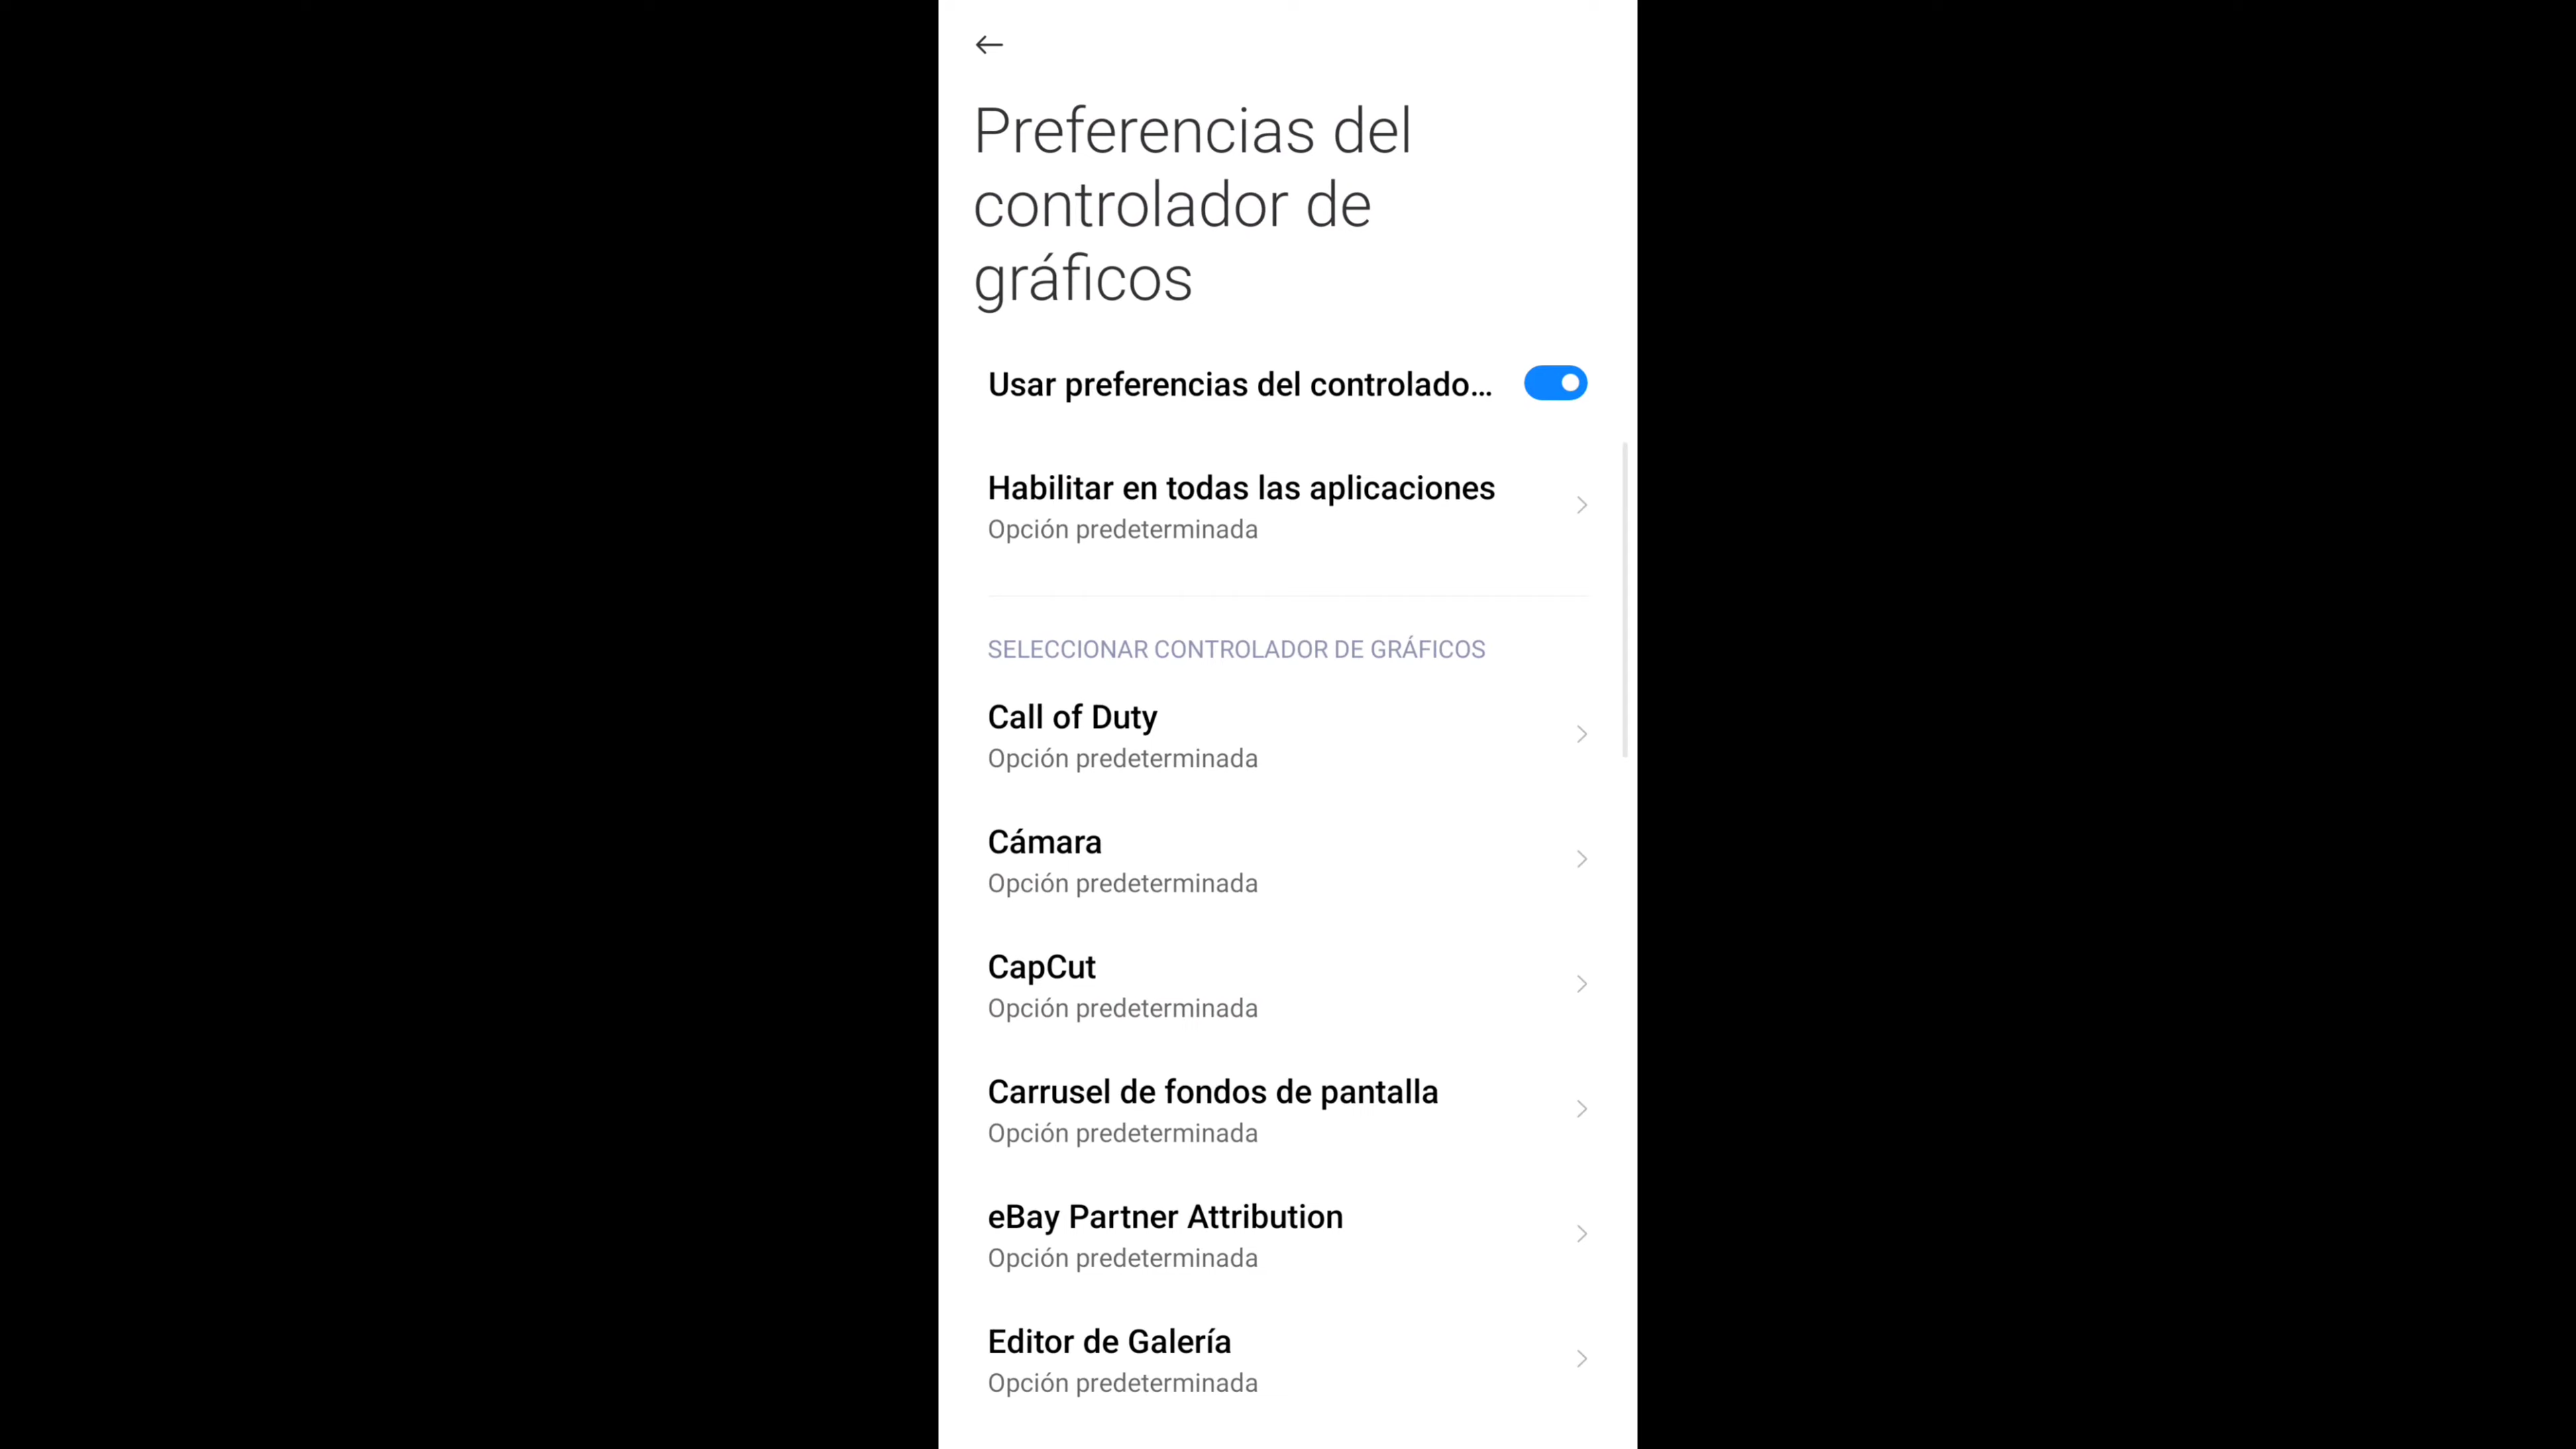 Preferencias del
controlador de
gráficos
Usar preferencias del controlado...
Habilitar en todas las aplicaciones
Opción predeterminada
SELECCIONAR CONTROLADOR DE GRÁFICOS
Call of Duty
Opción predeterminada
Cámara
Opción predeterminada
CapCut
Opción predeterminada
Carrusel de fondos de pantalla
Opción predeterminada
eBay Partner Attribution
Opción predeterminada
Editor de Galería
Opción predeterminada